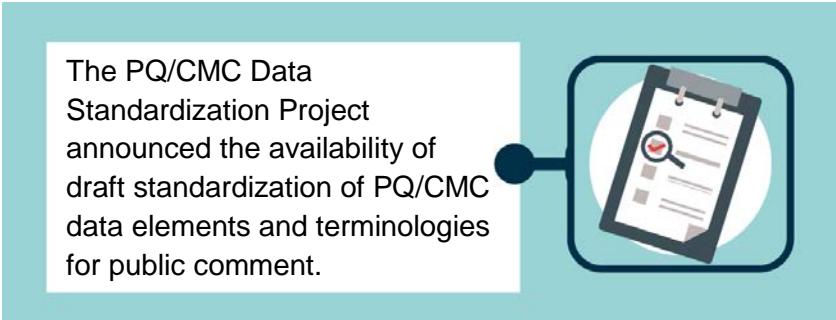 The PQ/CMC Data
Standardization Project
announced the availability of
draft standardization of PQ/CMC
data elements and terminologies
for public comment.